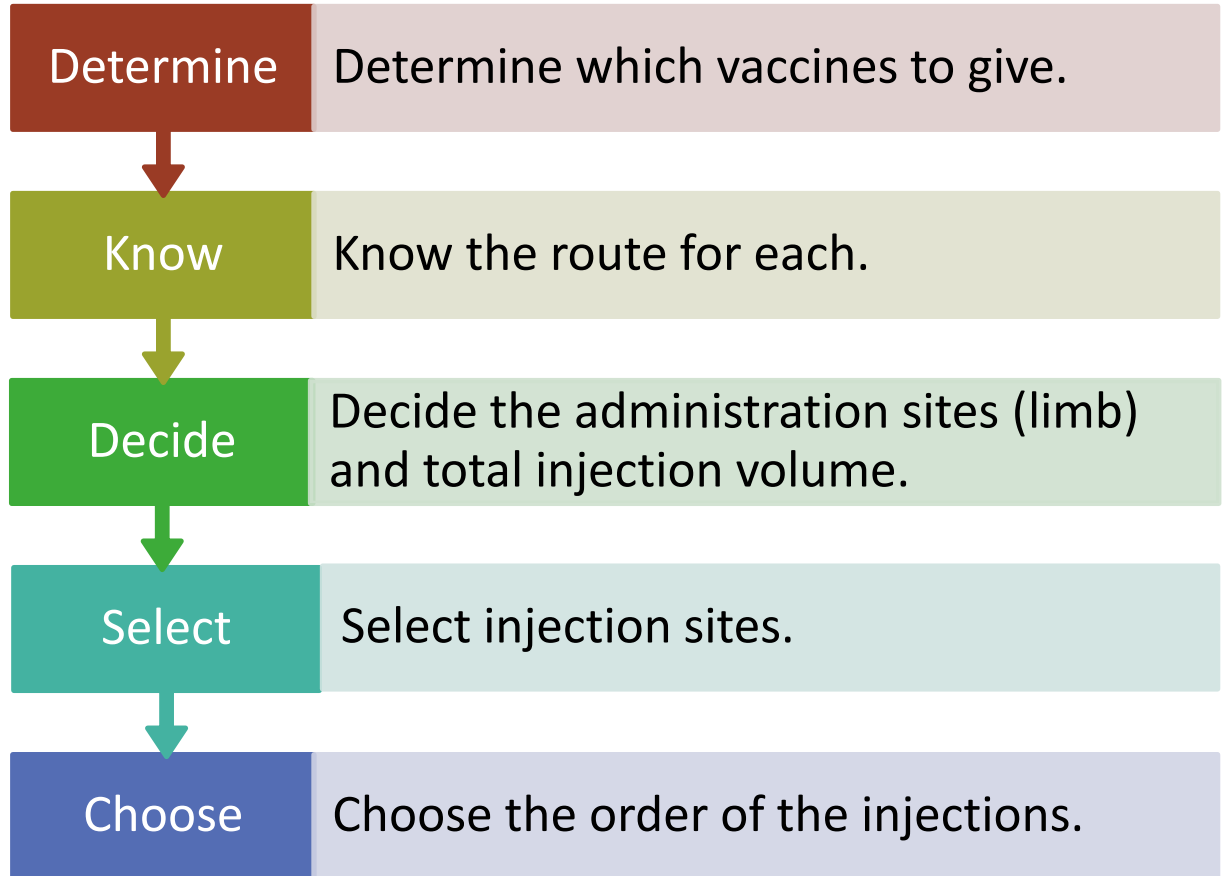 Determine
Determine which vaccines to give.
Know
Know the route for each.
Decide
Decide the administration sites (limb)
and total injection volume.
Select
Select injection sites.
Choose
Choose the order of the injections.